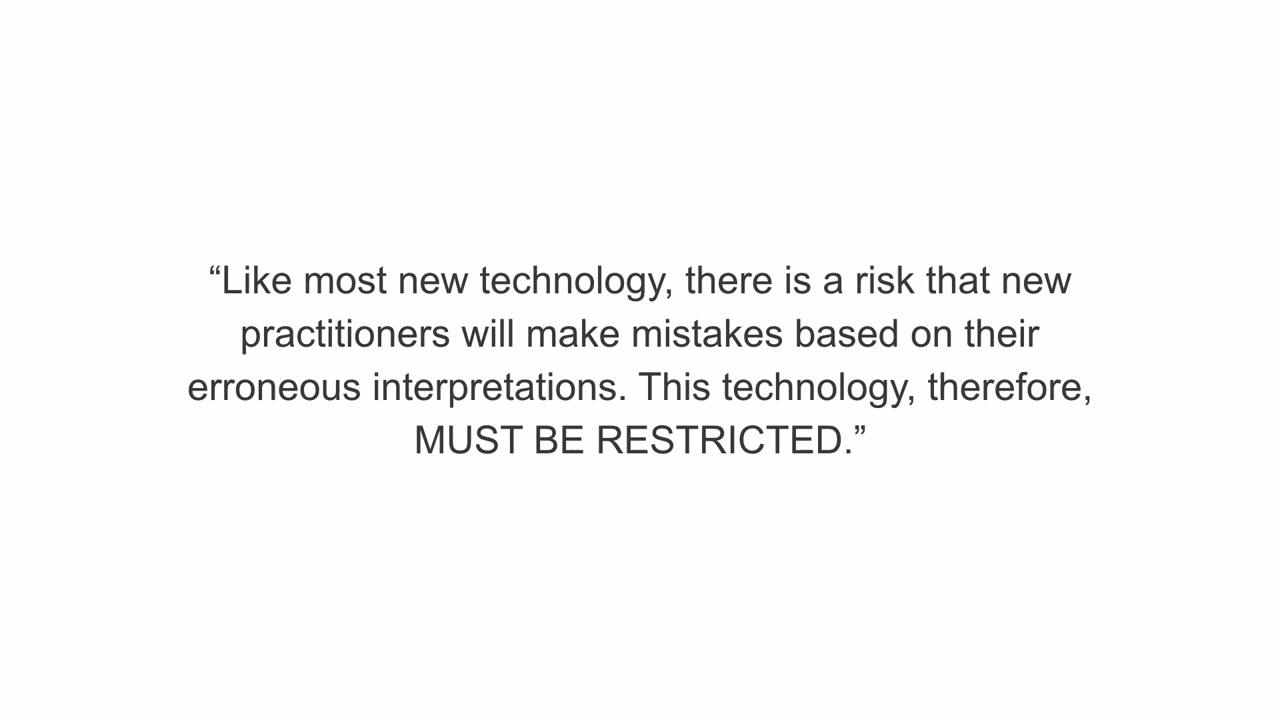 “Like most new technology, there is a risk that new
practitioners will make mistakes based on their
erroneous interpretations. This technology, therefore,
MUST BE RESTRICTED.”